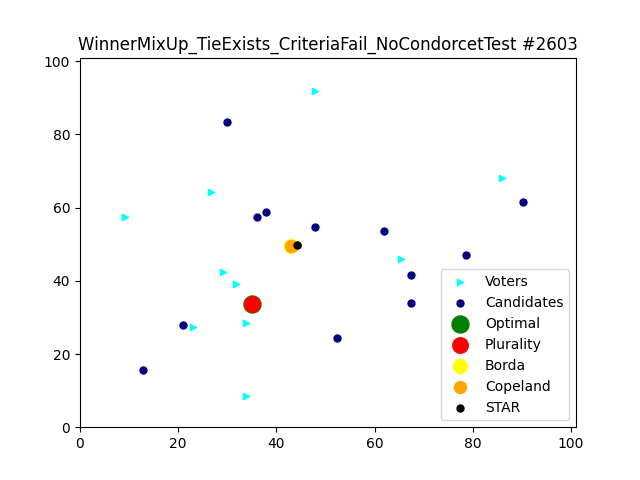 WinnerMixUp_TieExists_CriteriaFail_NoCondorcetTest #2603
100
80
60
40
20
0
0 20 40 60 80 100
Voters
Candidates
Optimal
Plurality
Borda
Copeland
STAR